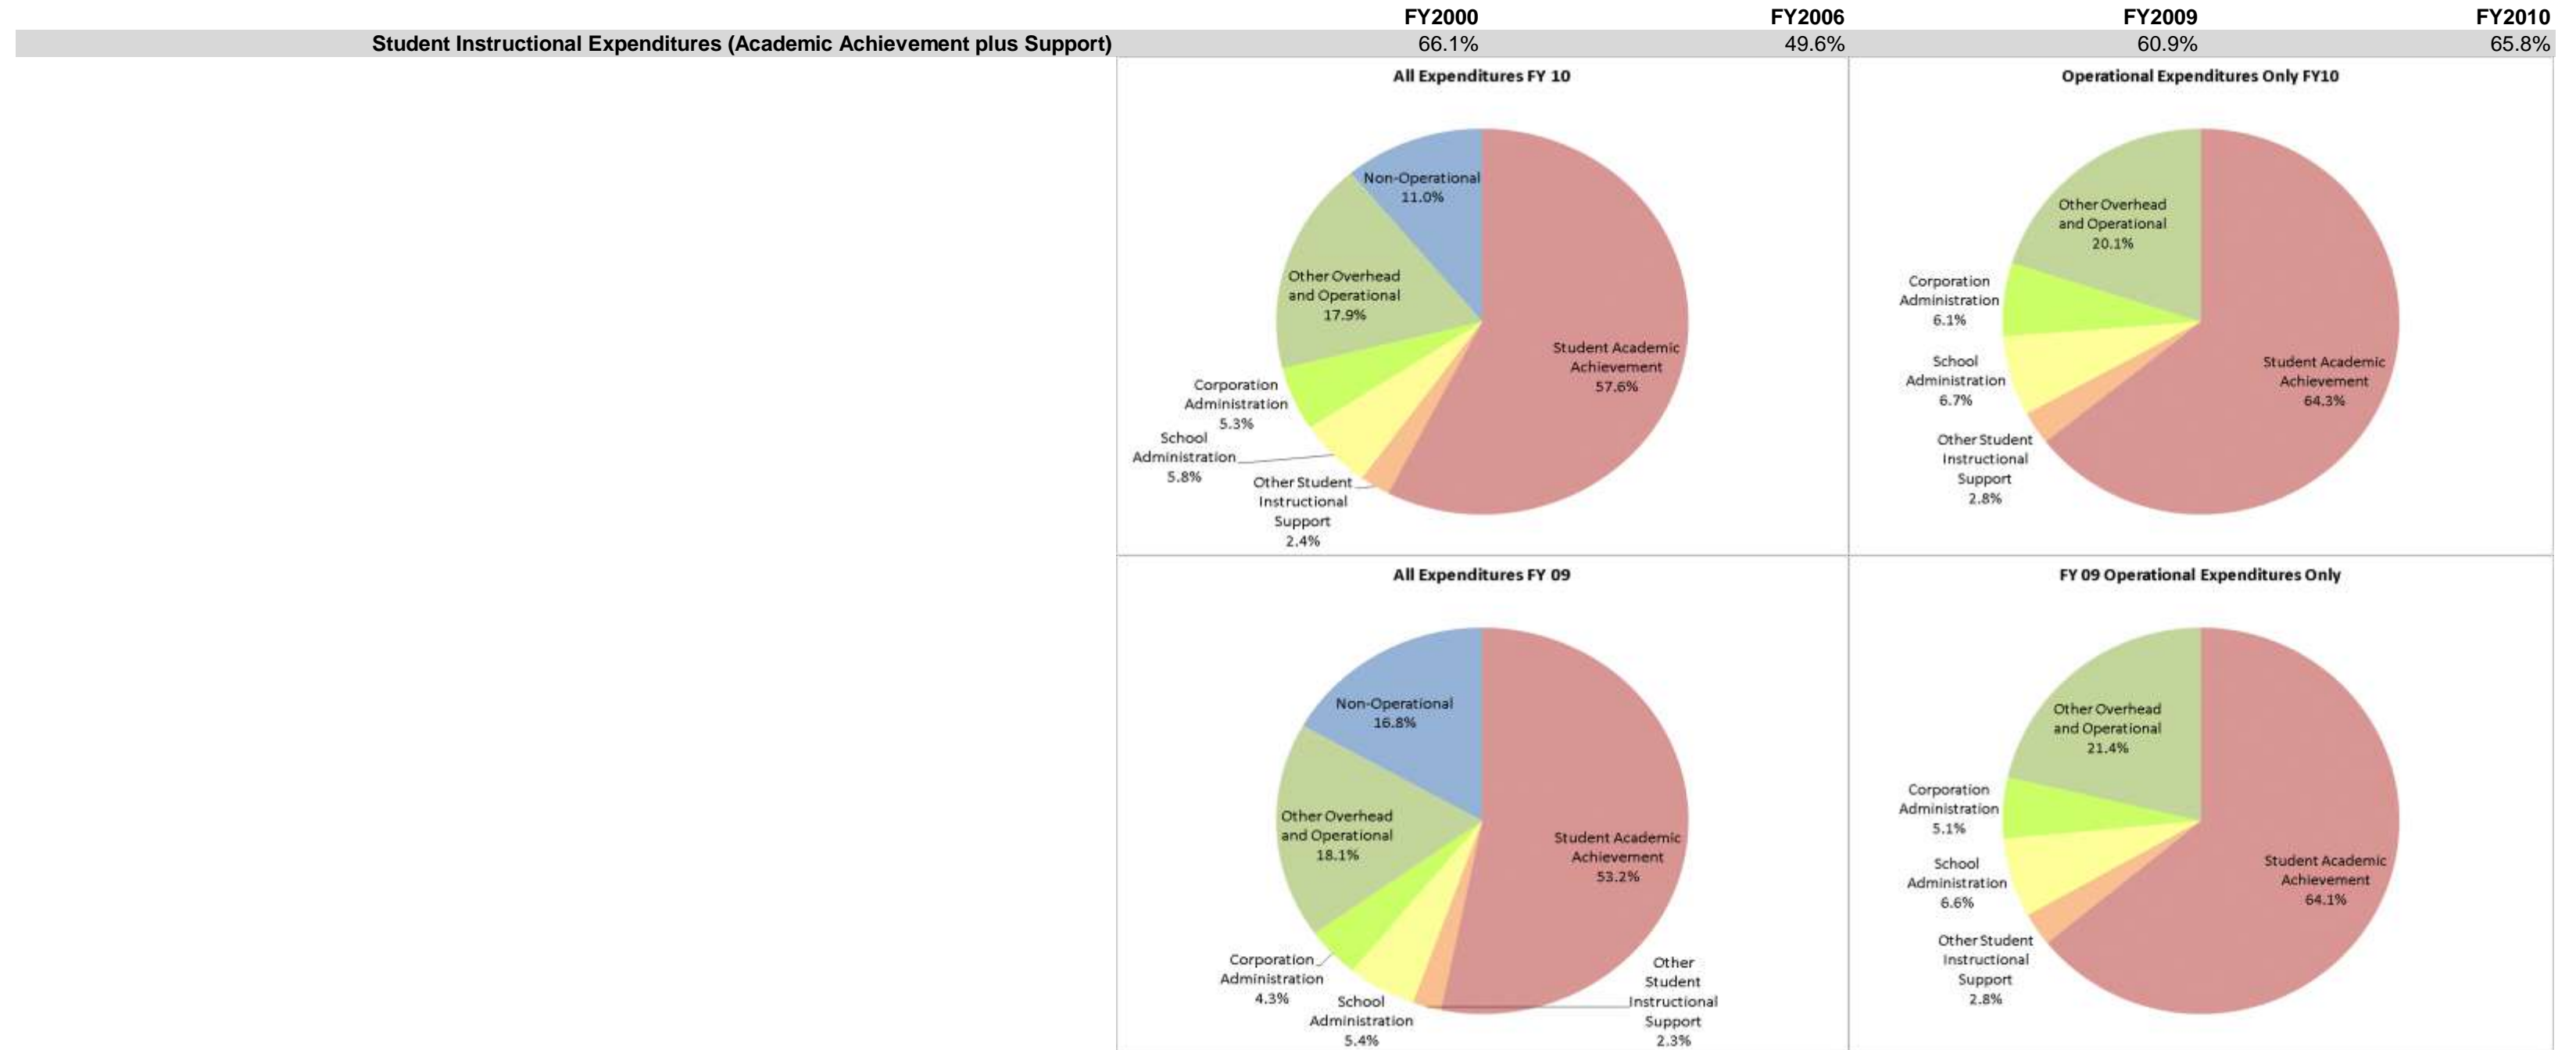 FY2000 FY2006 FY2009 FY2010
Student Instructional Expenditures (Academic Achievement plus Support) 66.1% 49.6% 60.9% 65.8%
All Expenditures FY 10
Non-Operational
11.0%
Other Overhead
and Operational
17.9%
Student Academic
Achievement
57.6%
Corporation
Administration
5.3%
School
Administration
5.8%
Other Student
Instructional
Support
2.4%
Operational Expenditures Only FY10
Other Overhead
and Operational
20.1%
Corporation
Administration
6.1%
School
Administration
6.7%
Student Academic
Achievement
64.3%
Other Student
Instructional
Support
2.8%
All Expenditures FY 09
Non-Operational
16.8%
Other Overhead
and Operational
18.1%
Student Academic
Achievement
53.2%
Corporation
Administration
4.3%
School
Administration
5.4%
Other
Student
Instructional
Support
2.3%
FY 09 Operational Expenditures Only
Other Overhead
and Operational
21.4%
Corporation
Administration
5.1%
School
Administration
6.6%
Student Academic
Achievement
64.1%
Other Student
Instructional
Support
2.8%